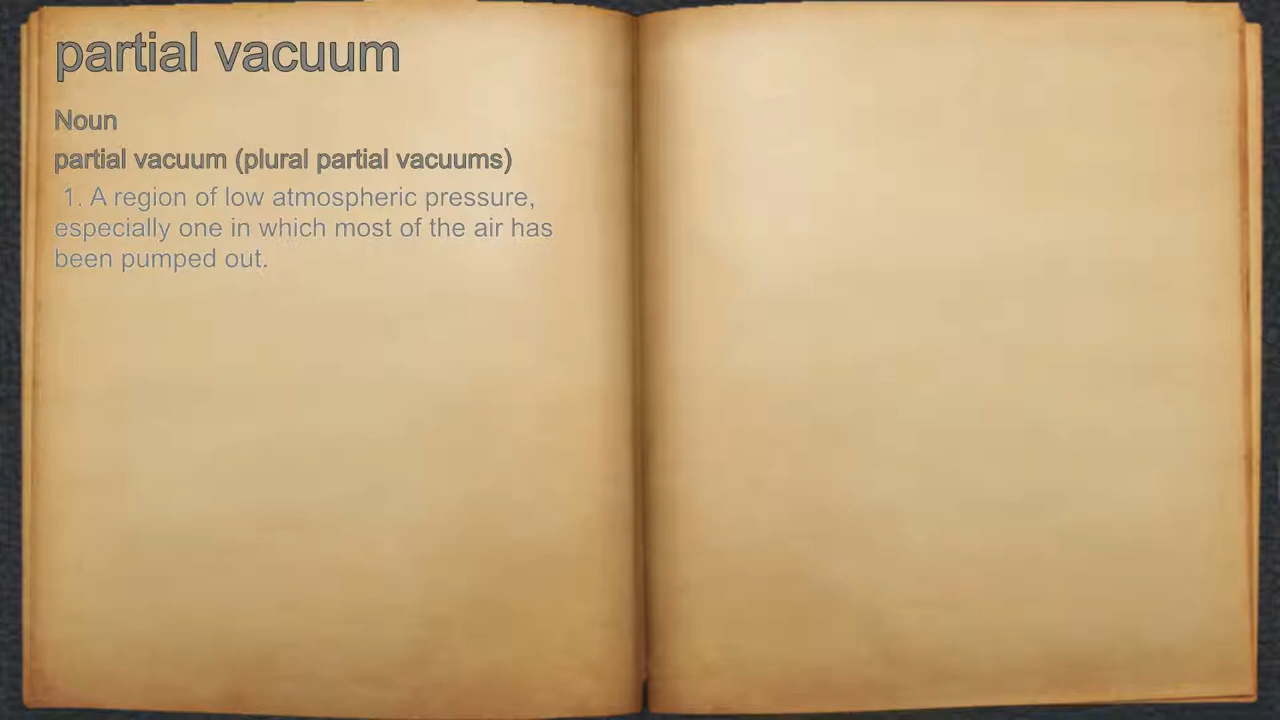 partial vacuum
Noun
partial vacuum (plural partial vacuums)
1. A region of low atmospheric pressure,
especially one in which most of the air has
been pumped out.